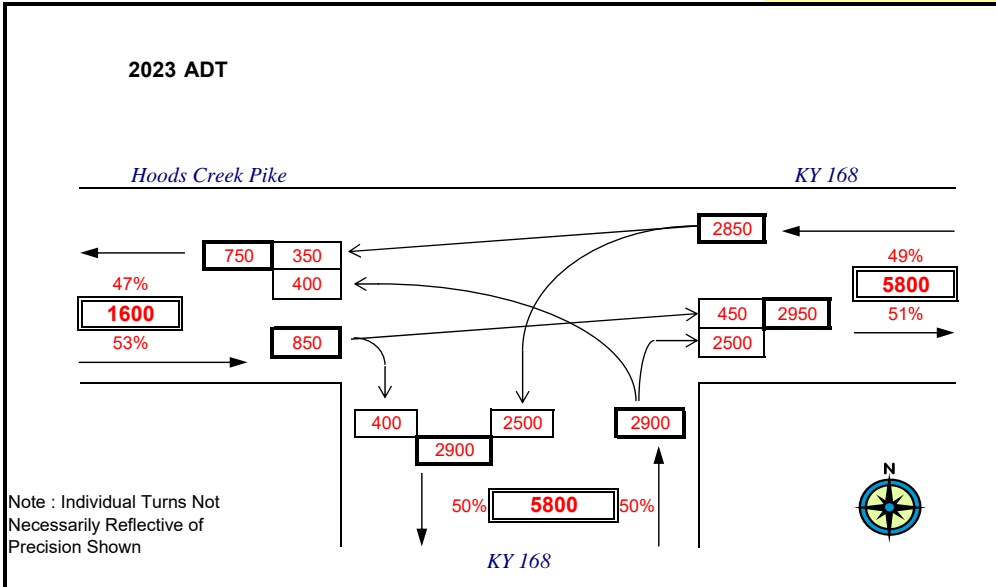 2023 ADT
Hoods Creek Pike
KY 168
2850
750 350
49%
47%
400
5800
1600
450 2950
51%
53%
850
2500
400
2500
2900
2900
N
50%
5800
50%
Note : Individual Turns Not
Necessarily Reflective of
Precision Shown
KY 168